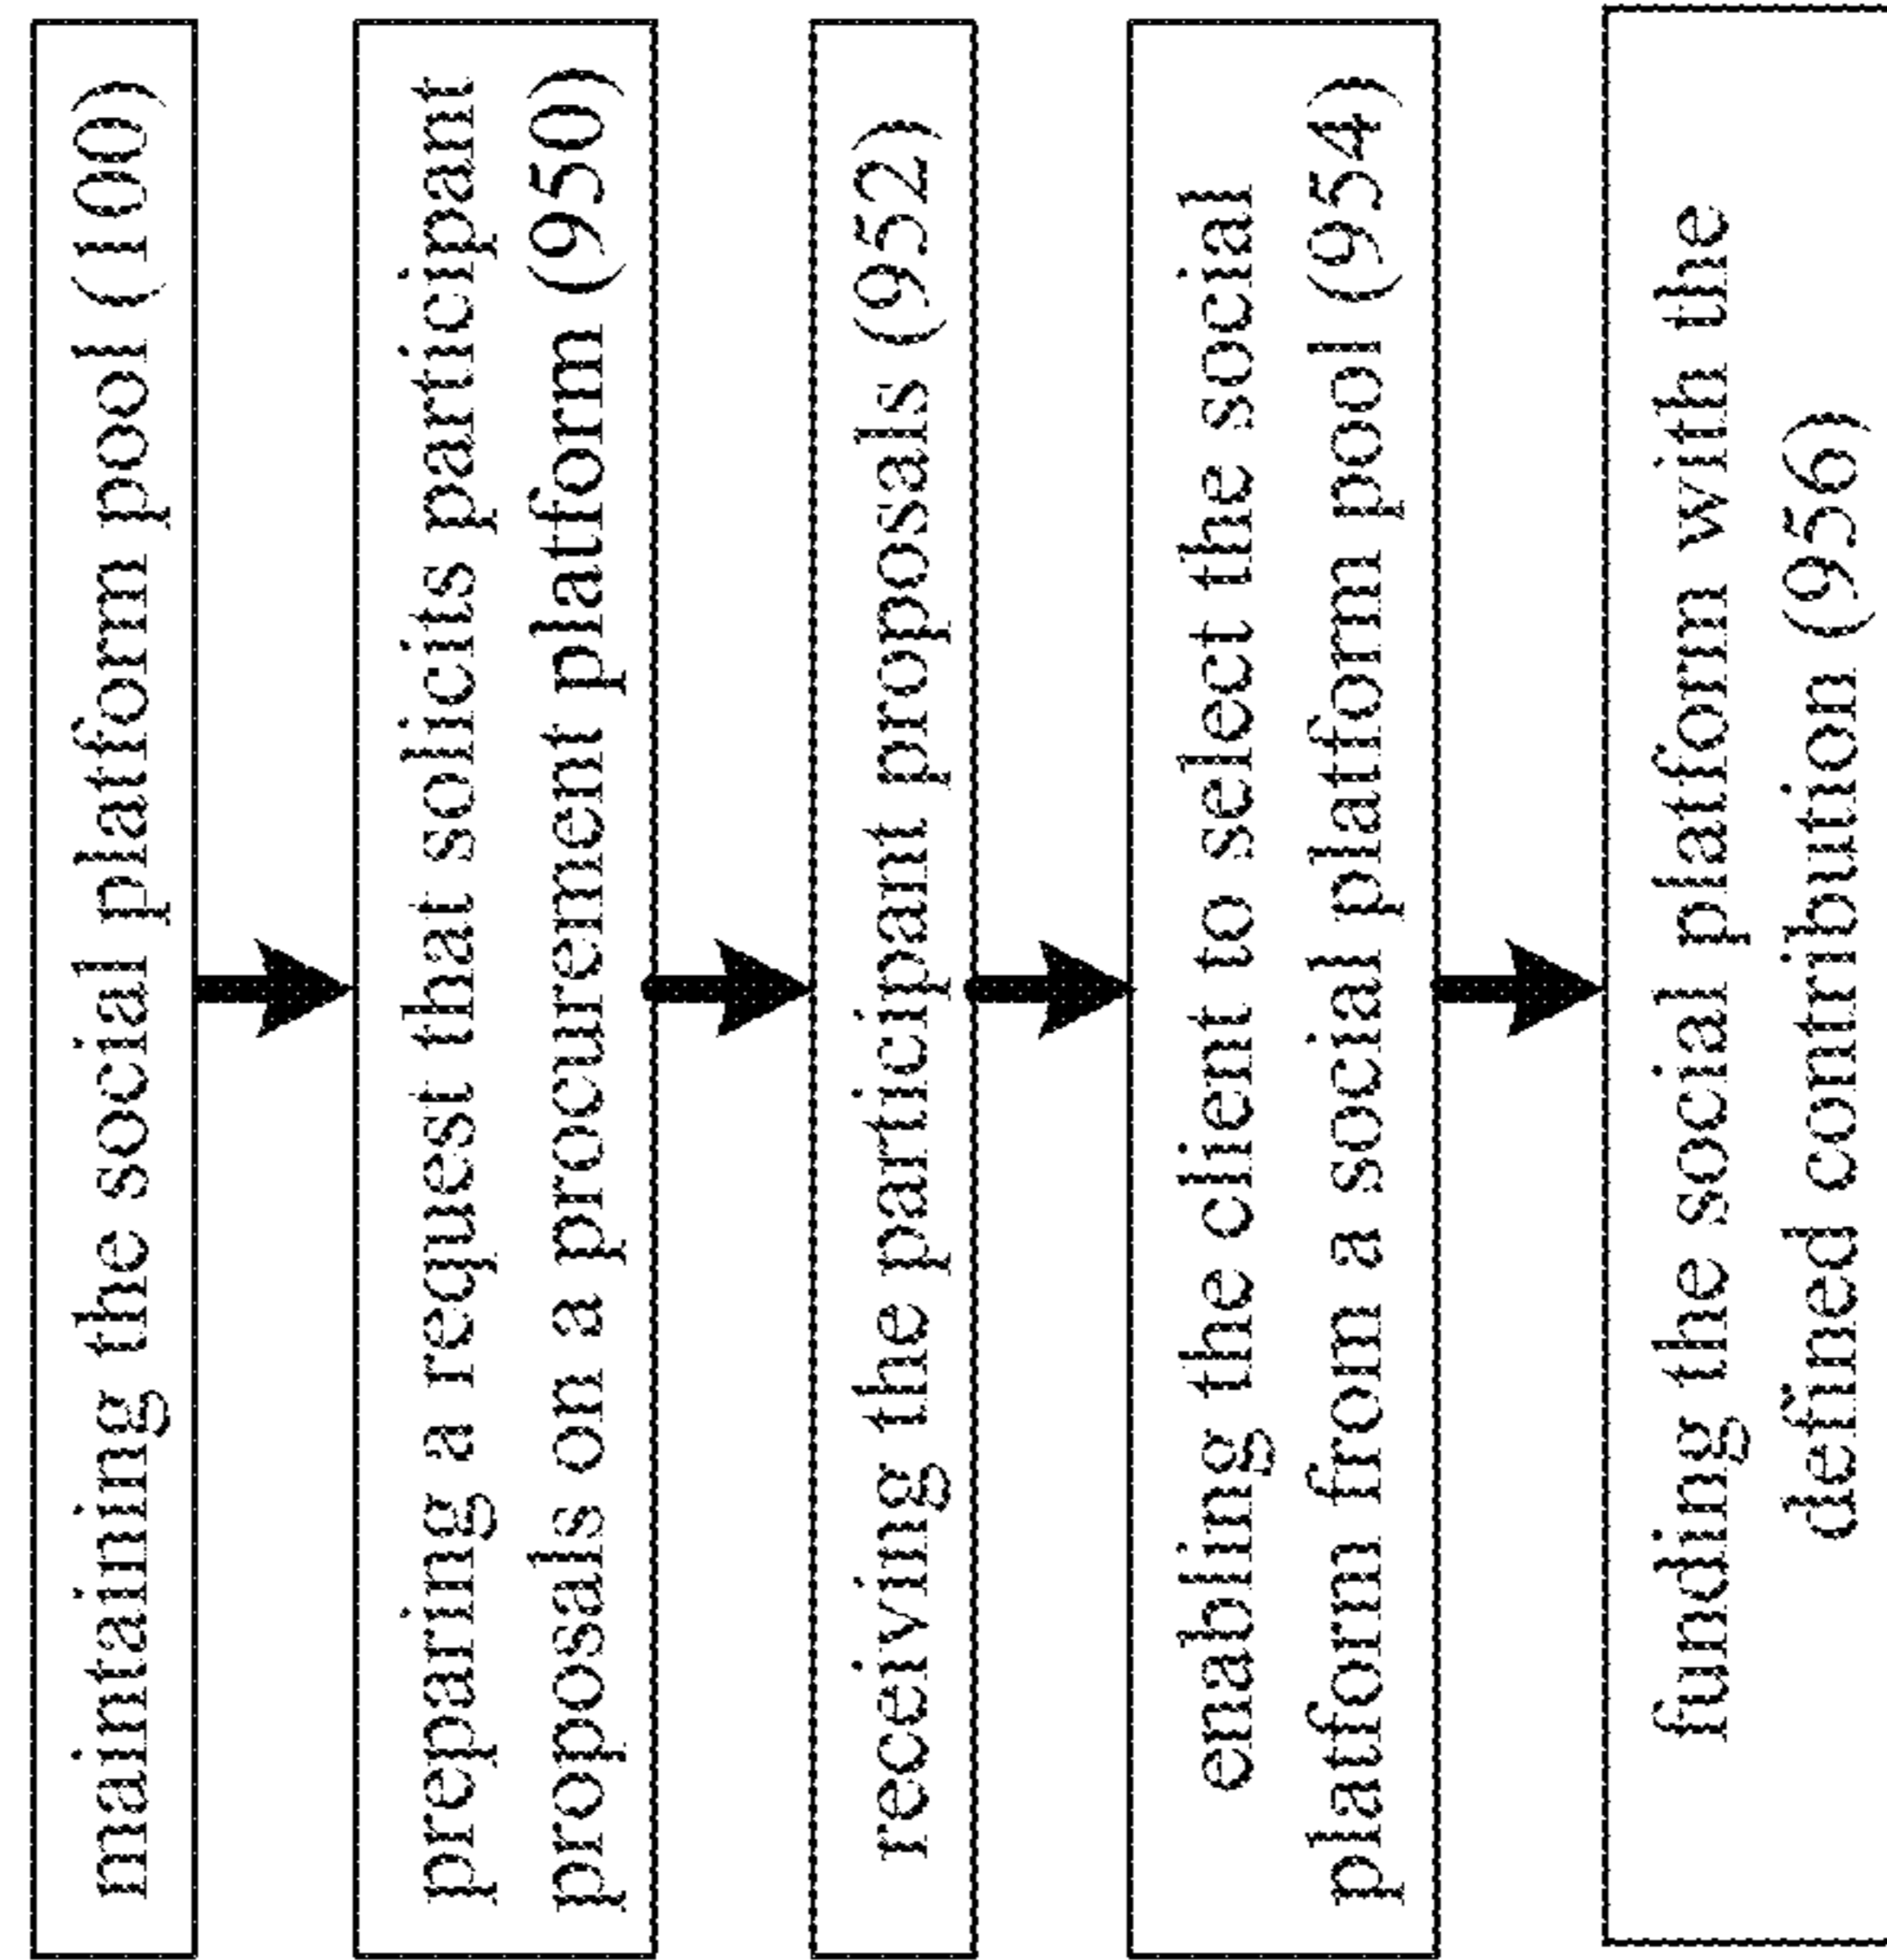 maintaining the social platform pool (100)
preparing a request that solicits participant
proposals on a procurement platform (950)
receiving the participant proposals (952)
enabling the client to select the social
platform from a social platform pool (954)
funding the social platform with the
defined contribution (956)